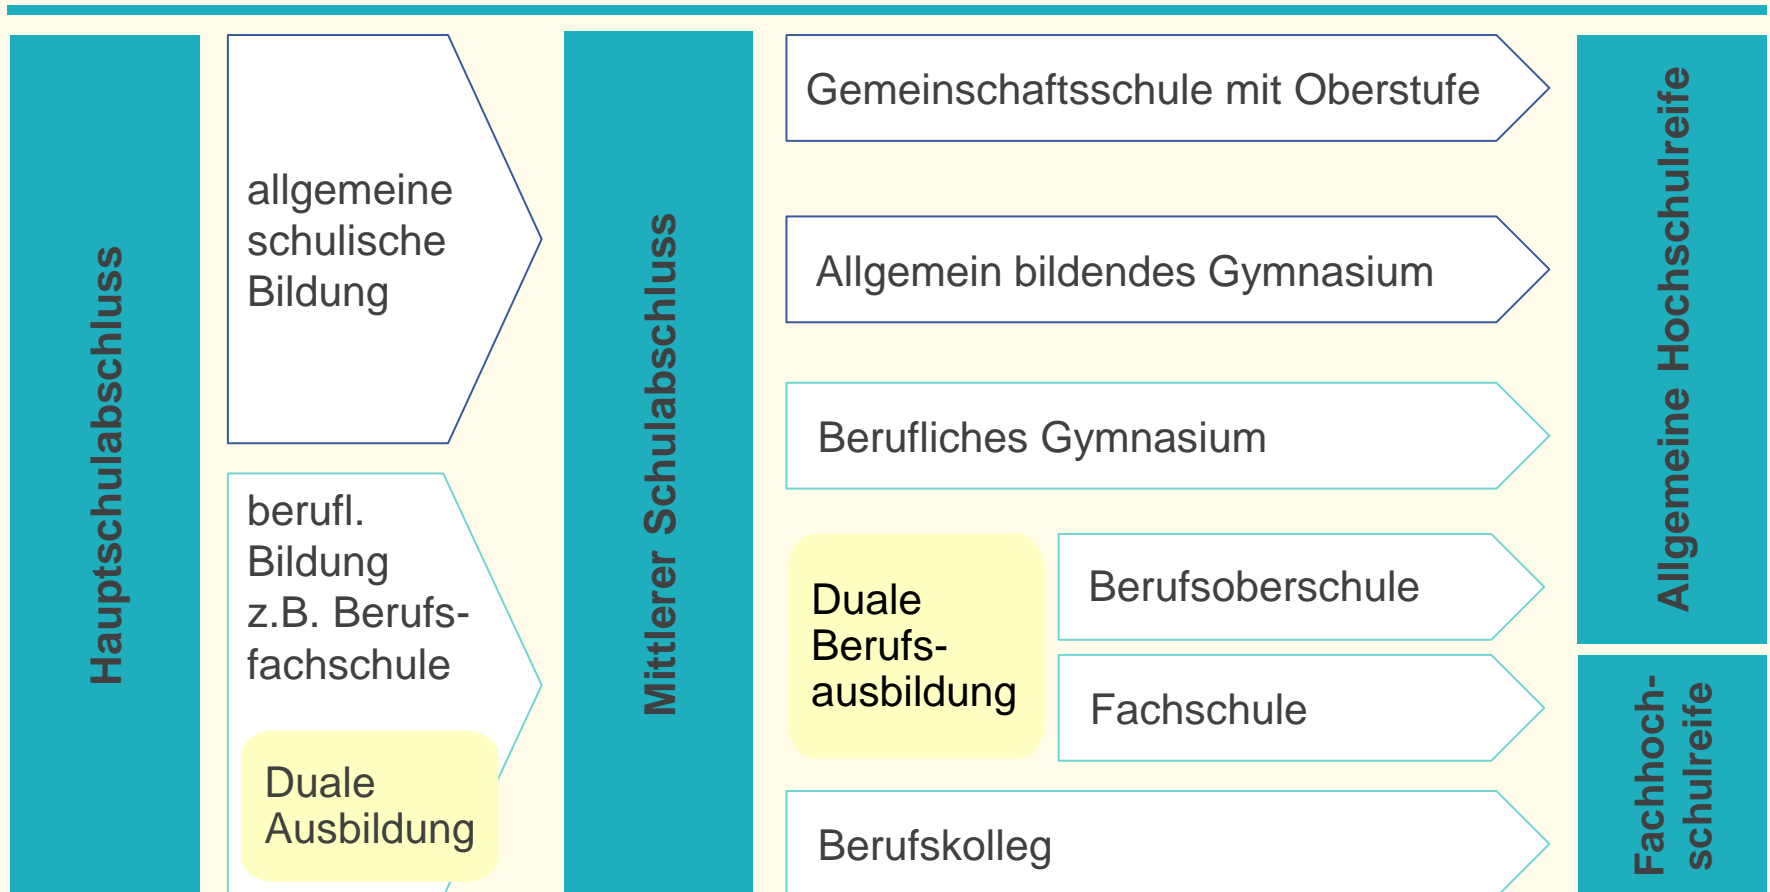 Hauptschulabschluss
allgemeine
schulische
Bildung
berufl.
Bildung
z.B. Berufs-
fachschule
Duale
Ausbildung
Mittlerer Schulabschluss
Gemeinschaftsschule mit Oberstufe
Allgemein bildendes Gymnasium
Berufliches Gymnasium
Duale
Berufs-
ausbildung
Berufsoberschule
Fachschule
Berufskolleg
Allgemeine Hochschulreife
Fachhoch-
schulreife